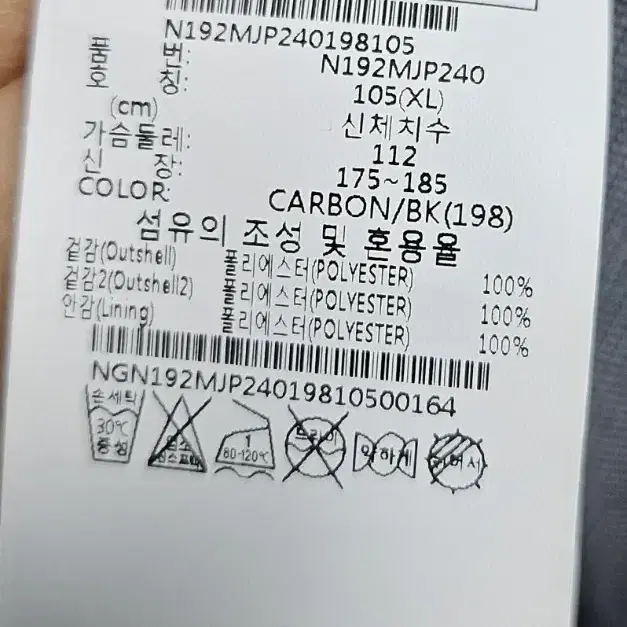 N192MJP240198105
품 번: N192MJP240
호 칭: 105(XL)
(cm) 신체치수
가슴둘레: 112
신 장: 175~185
COLOR: CARBON/BK(198)
섬유의 조성 및 혼용율
겉감(Outshell) 폴리에스터(POLYESTER) 100%
겉감2(Outshell2) 폴리에스터(POLYESTER) 100%
안감(Lining) 폴리에스터(POLYESTER) 100%
NGN192MJP24019810500164
손세탁
30℃
중성
1
80-120℃
드라이
약하게